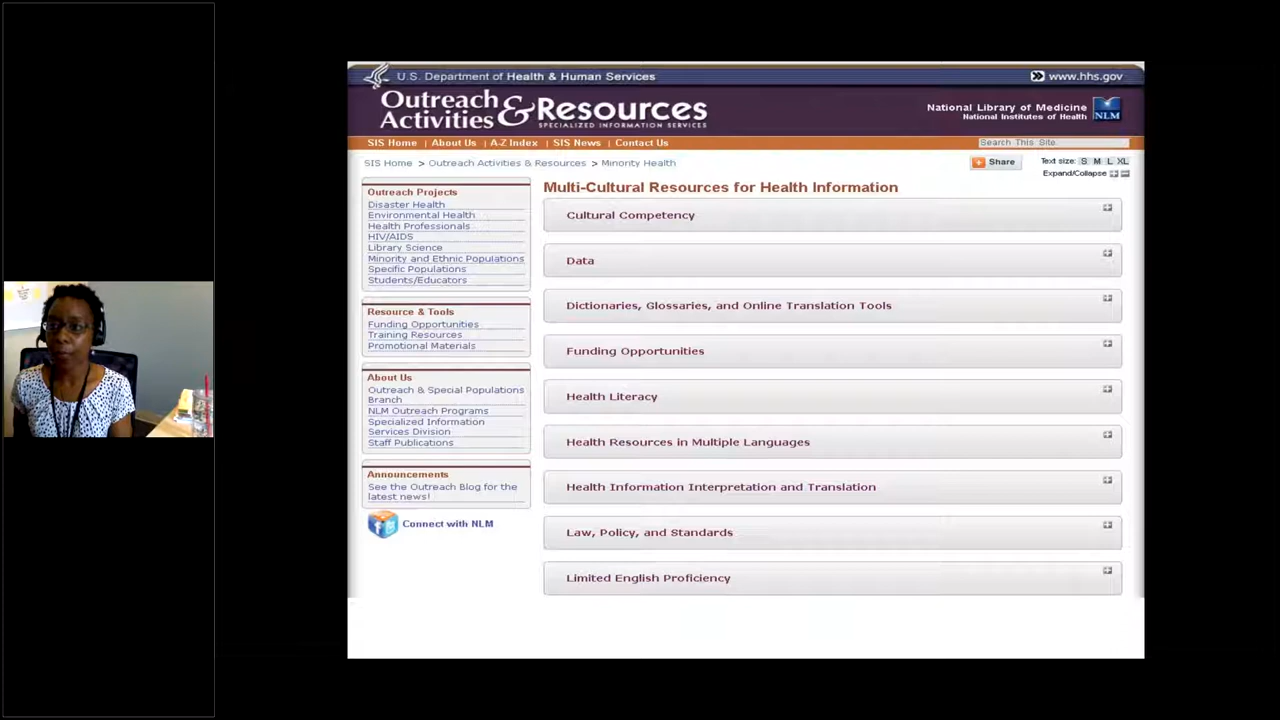 U.S. Department of Health & Human Services
www.hhs.gov
Outreach Activities & Resources
SPECIALIZED INFORMATION SERVICES
National Library of Medicine
National Institutes of Health
NLM
SIS Home | About Us | A-Z Index | SIS News | Contact Us
Search This Site
SIS Home > Outreach Activities & Resources > Minority Health
Share
Text size: S M L XL
Expand/Collapse
Outreach Projects
Disaster Health
Environmental Health
Health Professionals
HIV/AIDS
Library Science
Minority and Ethnic Populations
Specific Populations
Students/Educators
Resource & Tools
Funding Opportunities
Training Resources
Promotional Materials
About Us
Outreach & Special Populations
Branch
NLM Outreach Programs
Specialized Information
Services Division
Staff Publications
Announcements
See the Outreach Blog for the
latest news!
Connect with NLM
Multi-Cultural Resources for Health Information
Cultural Competency
Data
Dictionaries, Glossaries, and Online Translation Tools
Funding Opportunities
Health Literacy
Health Resources in Multiple Languages
Health Information Interpretation and Translation
Law, Policy, and Standards
Limited English Proficiency